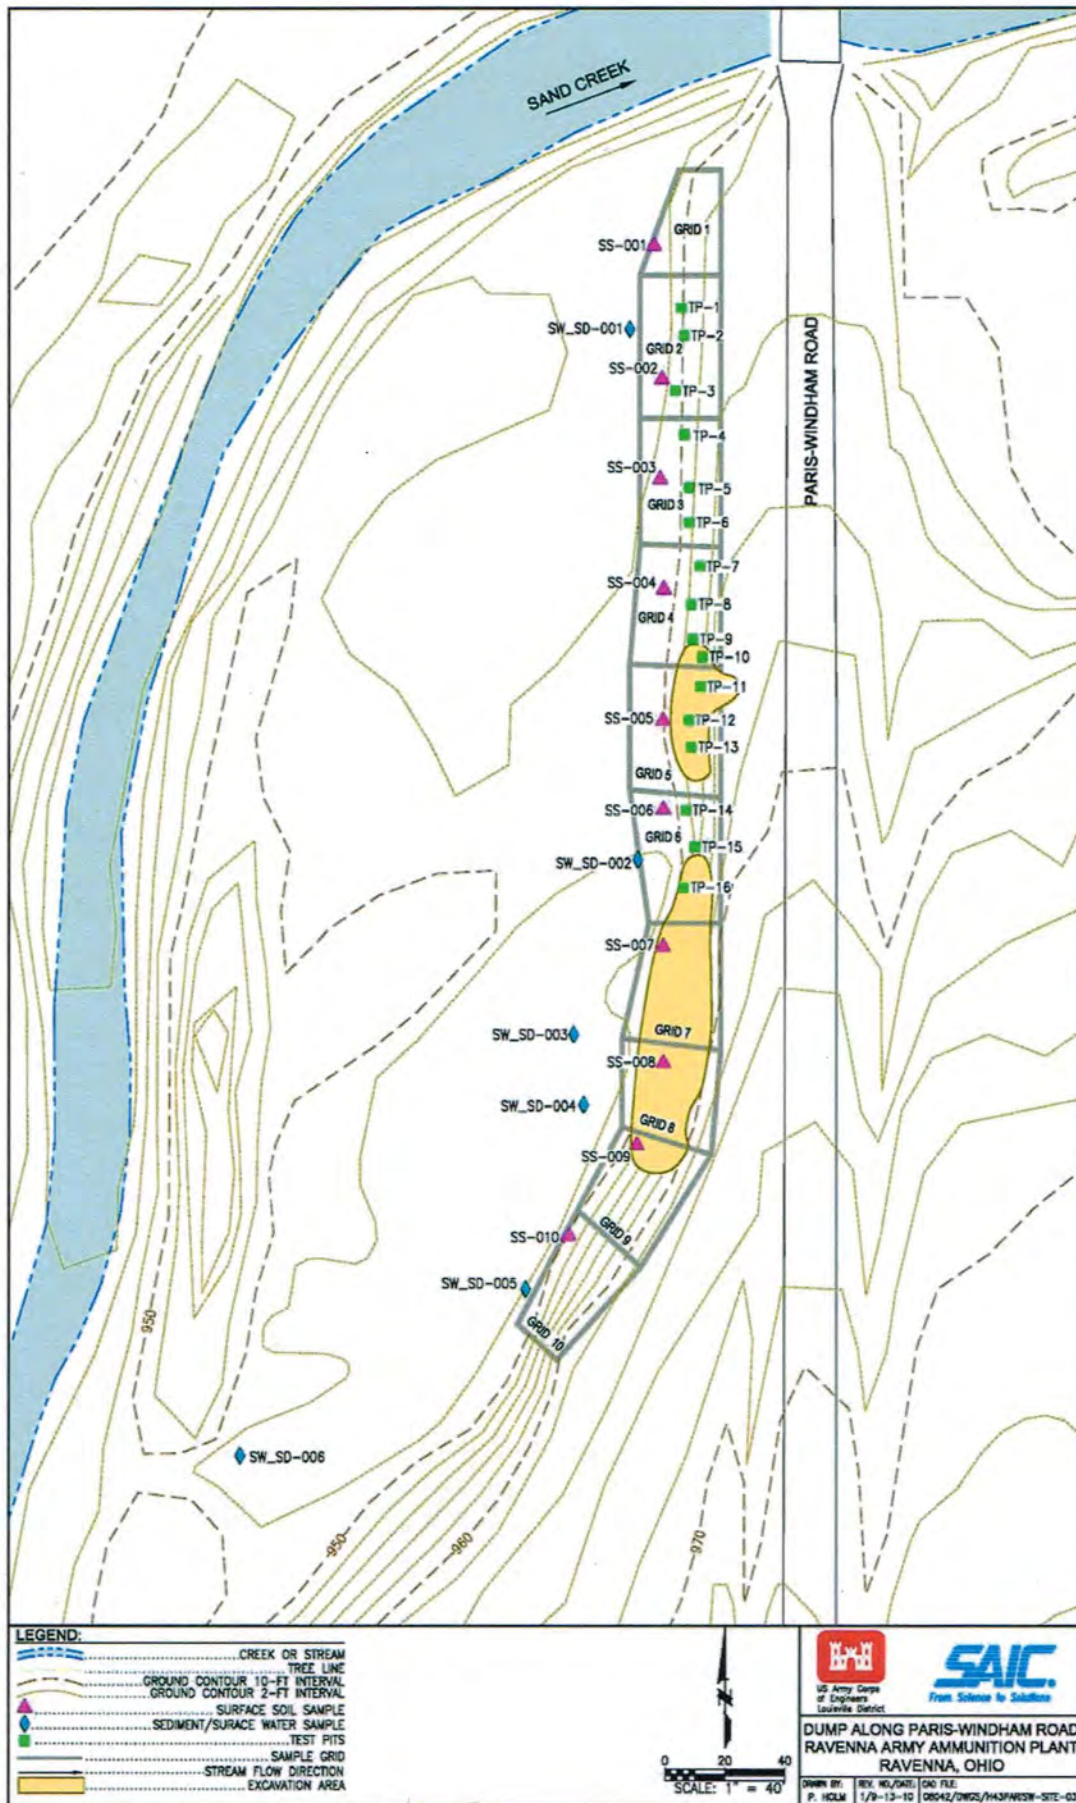 SAND CREEK
PARIS-WINDHAM ROAD
GRID 1
SS-001
TP-1
SW_SD-001
TP-2
GRID 2
SS-002
TP-3
TP-4
SS-003
TP-5
GRID 3
TP-6
TP-7
SS-004
TP-8
GRID 4
TP-9
TP-10
TP-11
SS-005
TP-12
TP-13
GRID 5
SS-006
TP-14
GRID 6
TP-15
SW_SD-002
TP-16
SS-007
GRID 7
SW_SD-003
SS-008
SW_SD-004
GRID 8
SS-009
GRID 9
SS-010
SW_SD-005
GRID 10
950
SW_SD-006
950
960
970
LEGEND:
CREEK OR STREAM
TREE LINE
GROUND CONTOUR 10-FT INTERVAL
GROUND CONTOUR 2-FT INTERVAL
SURFACE SOIL SAMPLE
SEDIMENT/SURACE WATER SAMPLE
TEST PITS
SAMPLE GRID
STREAM FLOW DIRECTION
EXCAVATION AREA
N
0 20 40
SCALE: 1" = 40'
US Army Corps
of Engineers
Louisville District
SAIC.
From Science to Solutions
DUMP ALONG PARIS-WINDHAM ROAD
RAVENNA ARMY AMMUNITION PLANT
RAVENNA, OHIO
DRAWN BY: REV. NO./DATE: CAD FILE:
P. HOLM 1/9-13-10